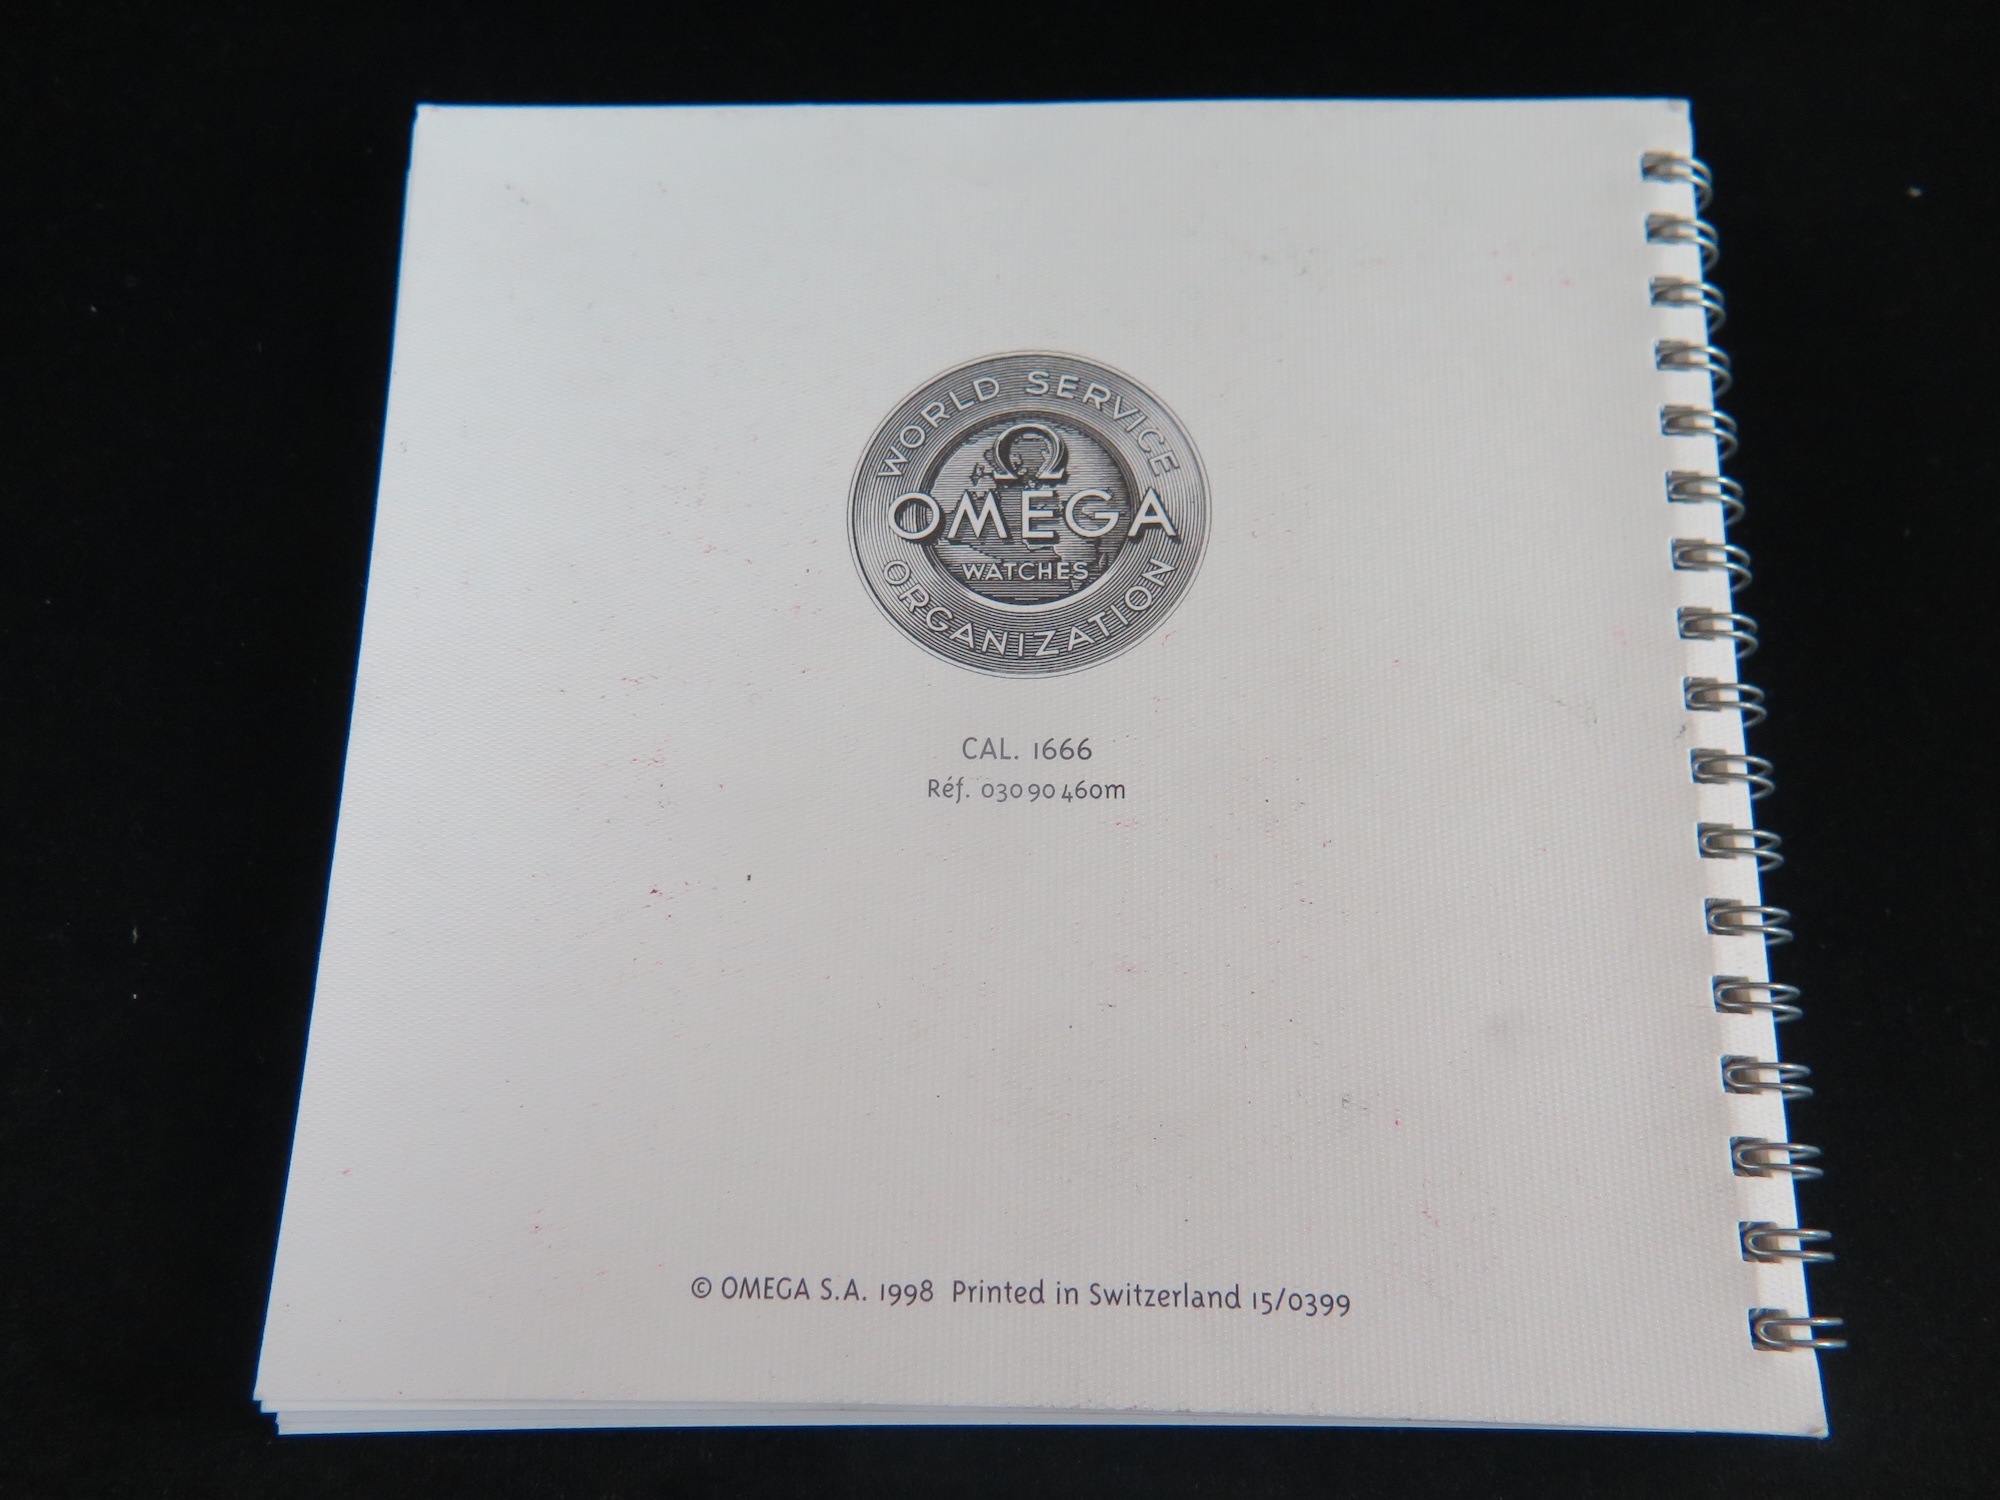 WORLD SERVICE
Ω
OMEGA
WATCHES
ORGANIZATION
CAL. 1666
Réf. 03090460m
© OMEGA S.A. 1998 Printed in Switzerland 15/0399